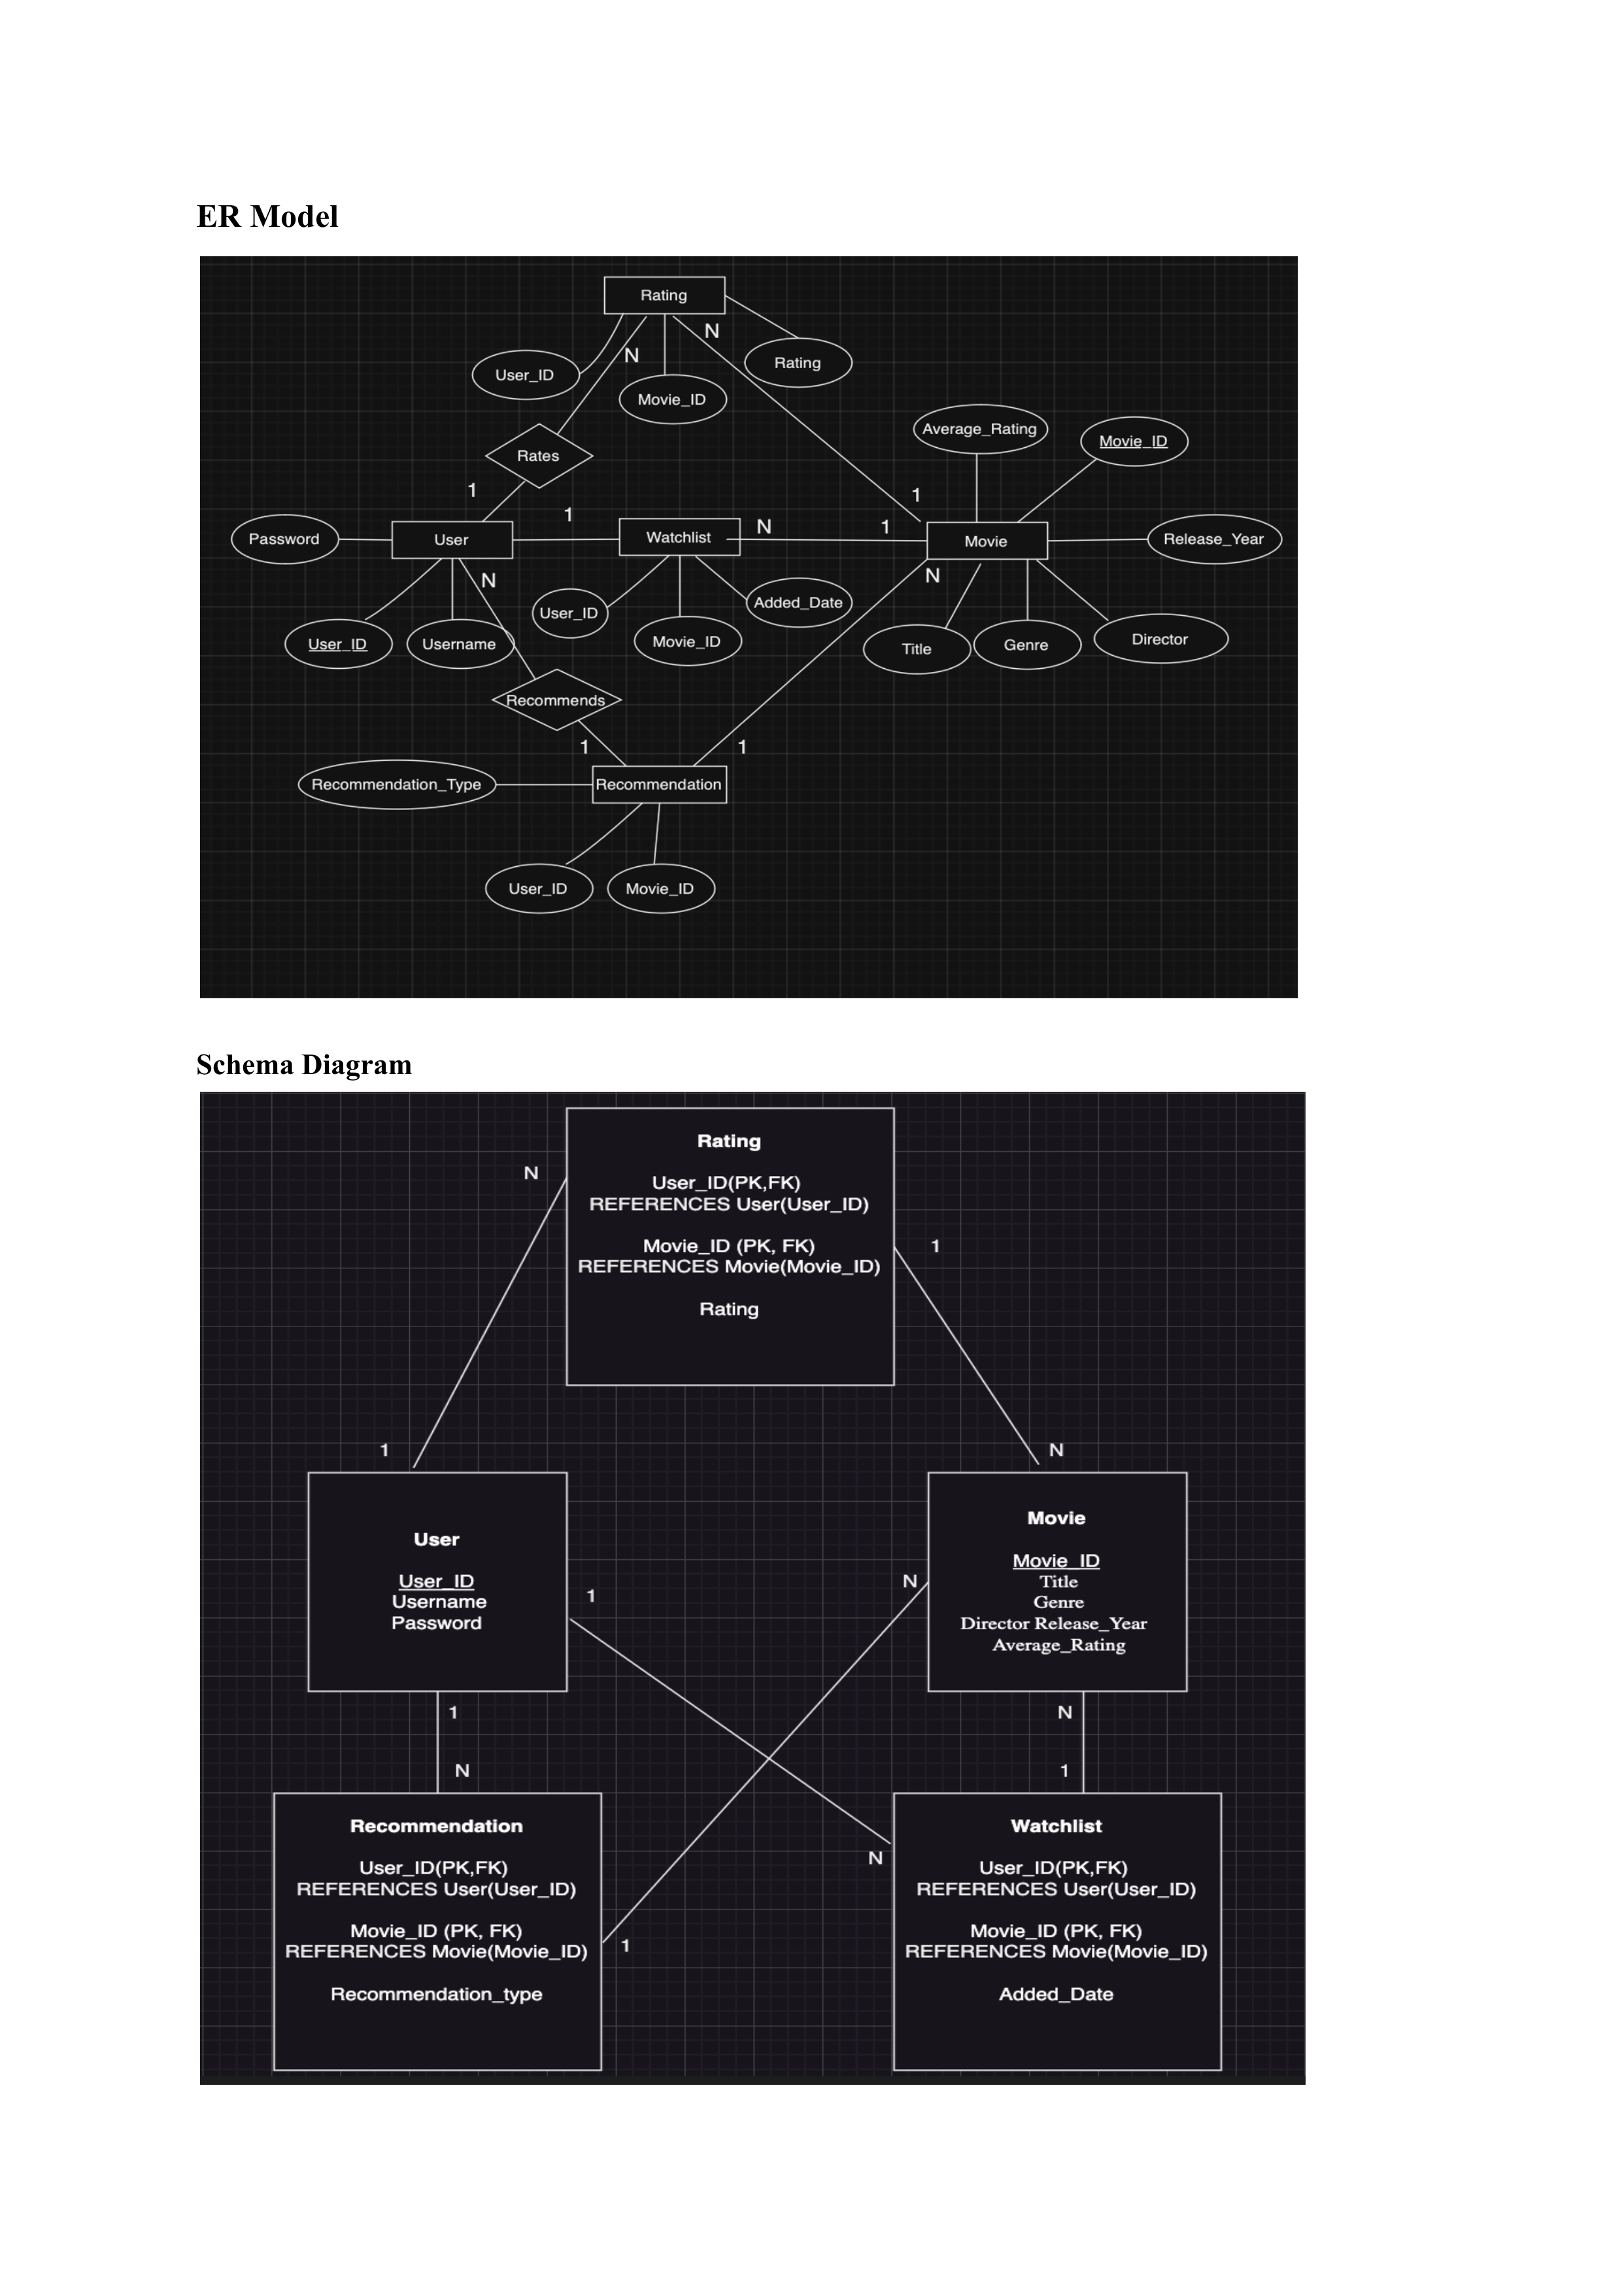 ER Model
Rating
N
N
Rating
User_ID
Movie_ID
Average_Rating
Movie_ID
Rates
1
1
1
N
1
Password
User
Watchlist
Movie
Release_Year
N
N
User_ID
Added_Date
User_ID
Username
Movie_ID
Title
Genre
Director
Recommends
1
1
Recommendation_Type
Recommendation
User_ID
Movie_ID
Schema Diagram
Rating
N
User_ID(PK,FK)
REFERENCES User(User_ID)
Movie_ID (PK, FK)
1
REFERENCES Movie(Movie_ID)
Rating
1
N
User
User_ID
Username
Password
Movie
Movie_ID
Title
Genre
Director Release_Year
Average_Rating
1
N
1
N
N
1
Recommendation
User_ID(PK,FK)
REFERENCES User(User_ID)
Movie_ID (PK, FK)
REFERENCES Movie(Movie_ID)
Recommendation_type
1
N
Watchlist
User_ID(PK,FK)
REFERENCES User(User_ID)
Movie_ID (PK, FK)
REFERENCES Movie(Movie_ID)
Added_Date